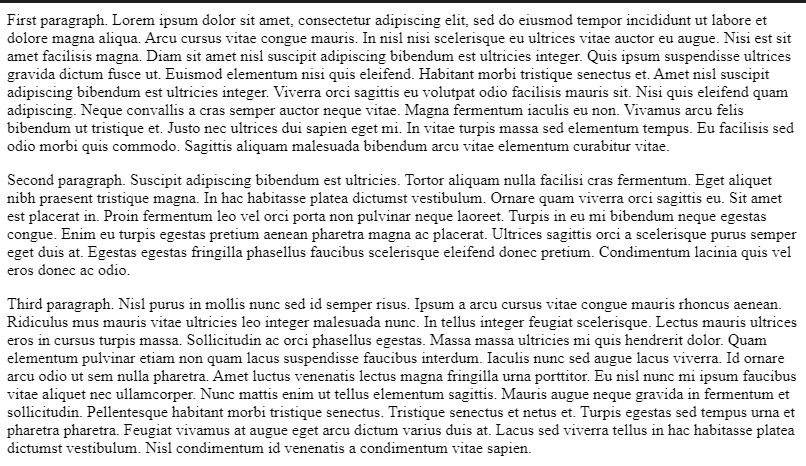 First paragraph. Lorem ipsum dolor sit amet, consectetur adipiscing elit, sed do eiusmod tempor incididunt ut labore et
dolore magna aliqua. Arcu cursus vitae congue mauris. In nisl nisi scelerisque eu ultrices vitae auctor eu augue. Nisi est sit
amet facilisis magna. Diam sit amet nisl suscipit adipiscing bibendum est ultricies integer. Quis ipsum suspendisse ultrices
gravida dictum fusce ut. Euismod elementum nisi quis eleifend. Habitant morbi tristique senectus et. Amet nisl suscipit
adipiscing bibendum est ultricies integer. Viverra orci sagittis eu volutpat odio facilisis mauris sit. Nisi quis eleifend quam
adipiscing. Neque convallis a cras semper auctor neque vitae. Magna fermentum iaculis eu non. Vivamus arcu felis
bibendum ut tristique et. Justo nec ultrices dui sapien eget mi. In vitae turpis massa sed elementum tempus. Eu facilisis sed
odio morbi quis commodo. Sagittis aliquam malesuada bibendum arcu vitae elementum curabitur vitae.
Second paragraph. Suscipit adipiscing bibendum est ultricies. Tortor aliquam nulla facilisi cras fermentum. Eget aliquet
nibh praesent tristique magna. In hac habitasse platea dictumst vestibulum. Ornare quam viverra orci sagittis eu. Sit amet
est placerat in. Proin fermentum leo vel orci porta non pulvinar neque laoreet. Turpis in eu mi bibendum neque egestas
congue. Enim eu turpis egestas pretium aenean pharetra magna ac placerat. Ultrices sagittis orci a scelerisque purus semper
eget duis at. Egestas egestas fringilla phasellus faucibus scelerisque eleifend donec pretium. Condimentum lacinia quis vel
eros donec ac odio.
Third paragraph. Nisl purus in mollis nunc sed id semper risus. Ipsum a arcu cursus vitae congue mauris rhoncus aenean.
Ridiculus mus mauris vitae ultricies leo integer malesuada nunc. In tellus integer feugiat scelerisque. Lectus mauris ultrices
eros in cursus turpis massa. Sollicitudin ac orci phasellus egestas. Massa massa ultricies mi quis hendrerit dolor. Quam
elementum pulvinar etiam non quam lacus suspendisse faucibus interdum. Iaculis nunc sed augue lacus viverra. Id ornare
arcu odio ut sem nulla pharetra. Amet luctus venenatis lectus magna fringilla urna porttitor. Eu nisl nunc mi ipsum faucibus
vitae aliquet nec ullamcorper. Nunc mattis enim ut tellus elementum sagittis. Mauris augue neque gravida in fermentum et
sollicitudin. Pellentesque habitant morbi tristique senectus. Tristique senectus et netus et. Turpis egestas sed tempus urna et
pharetra pharetra. Feugiat vivamus at augue eget arcu dictum varius duis at. Lacus sed viverra tellus in hac habitasse platea
dictumst vestibulum. Nisl condimentum id venenatis a condimentum vitae sapien.